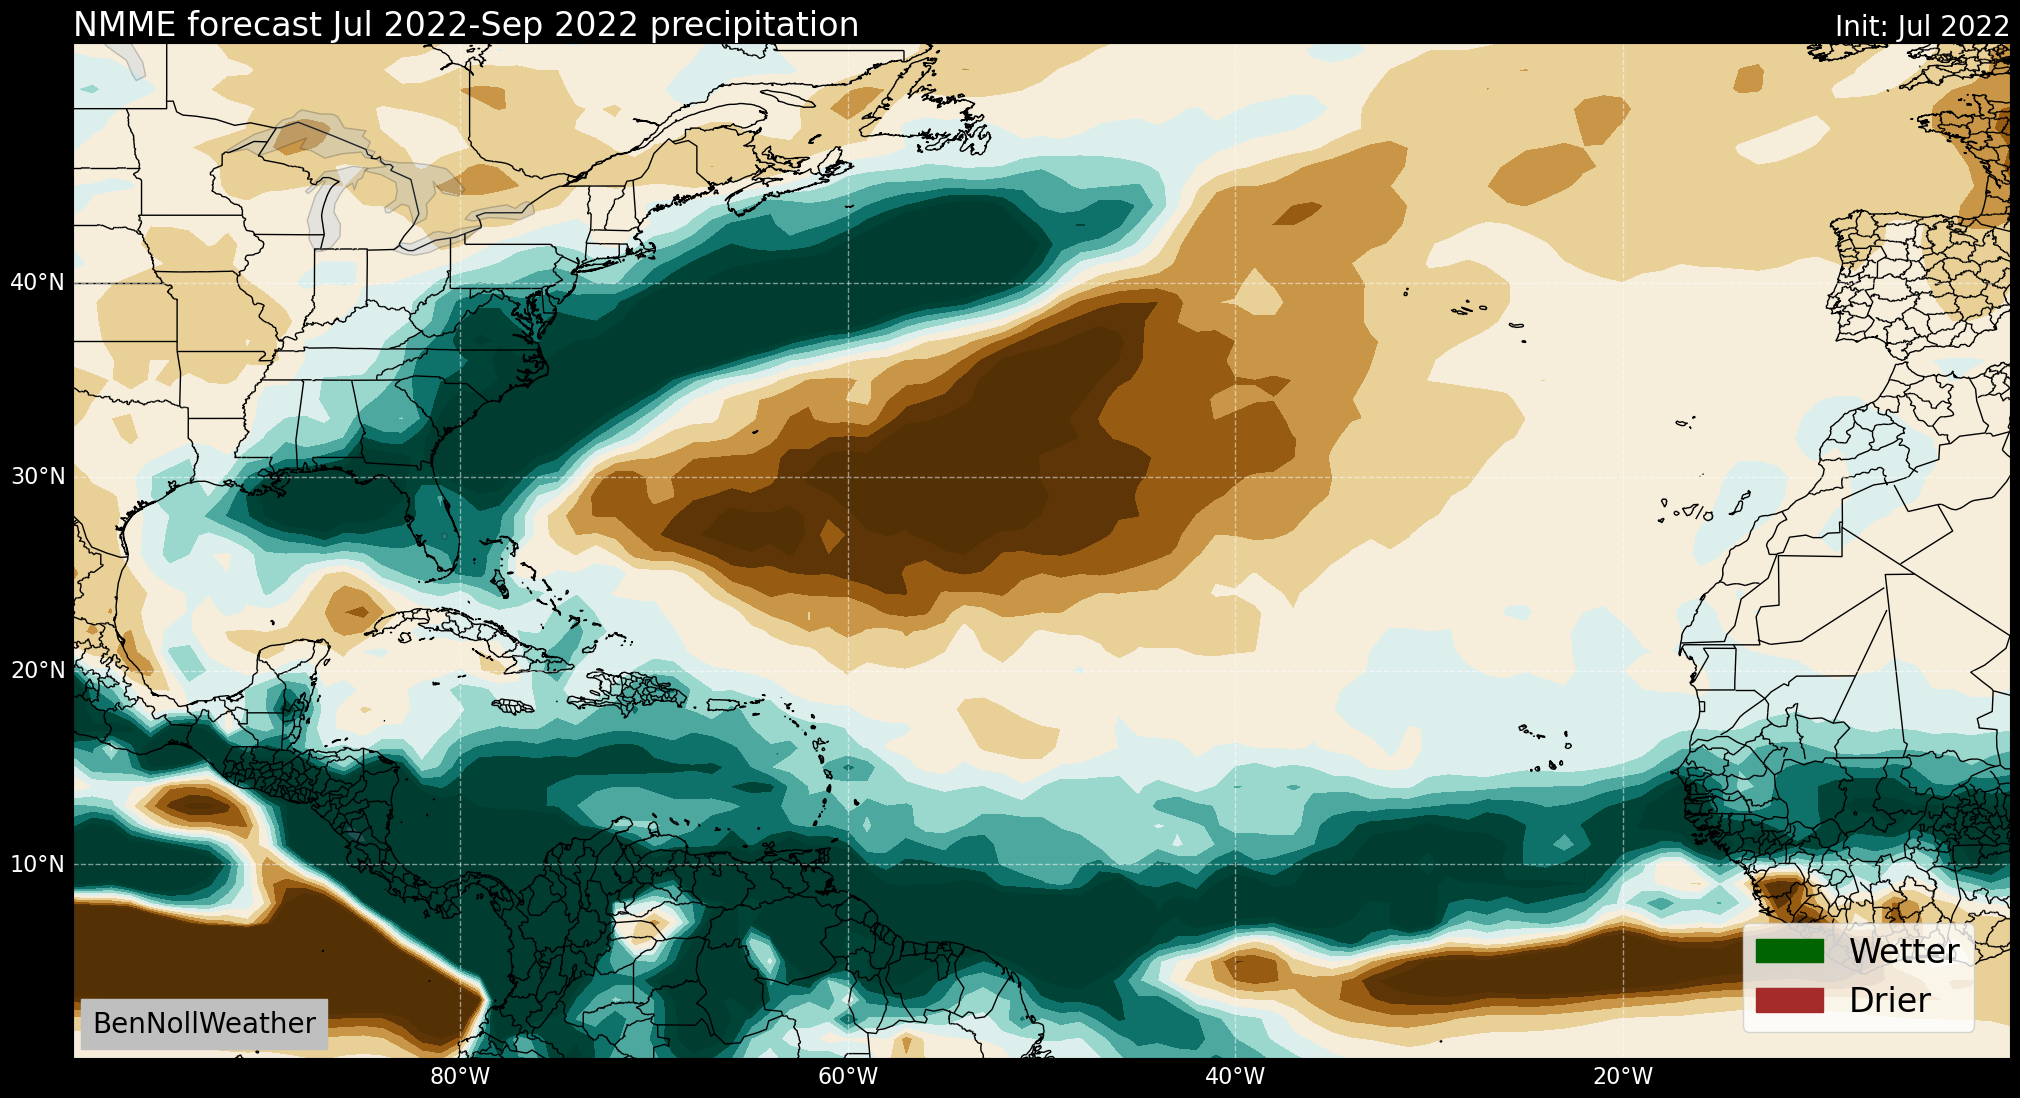 NMME forecast Jul 2022-Sep 2022 precipitation
Init: Jul 2022
40°N
30°N
20°N
10°N
Wetter
Drier
BenNollWeather
80°W
60°W
40°W
20°W